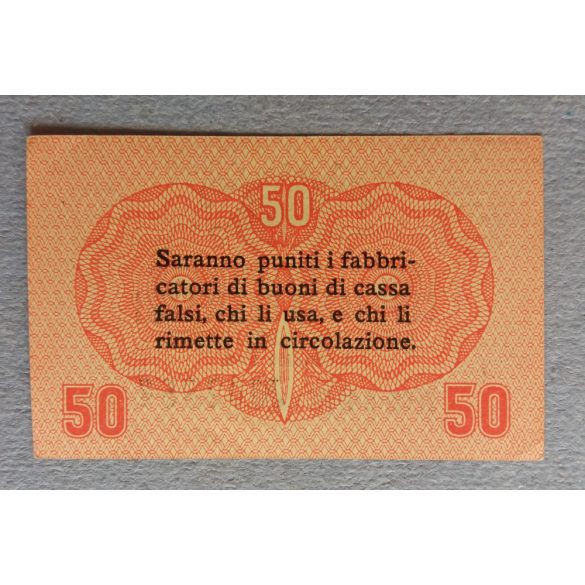 50
Saranno puniti i fabbri-
catori di buoni di cassa
falsi, chi li usa, e chi li
rimette in circolazione.
50 50